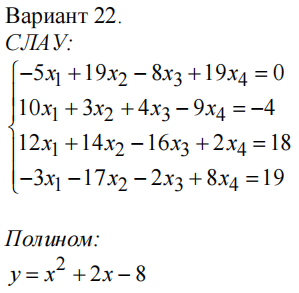 Вариант 22.
СЛАУ:
−5x₁ + 19x₂ − 8x₃ + 19x₄ = 0
10x₁ + 3x₂ + 4x₃ − 9x₄ = −4
12x₁ + 14x₂ − 16x₃ + 2x₄ = 18
−3x₁ − 17x₂ − 2x₃ + 8x₄ = 19
Полином:
y = x² + 2x − 8